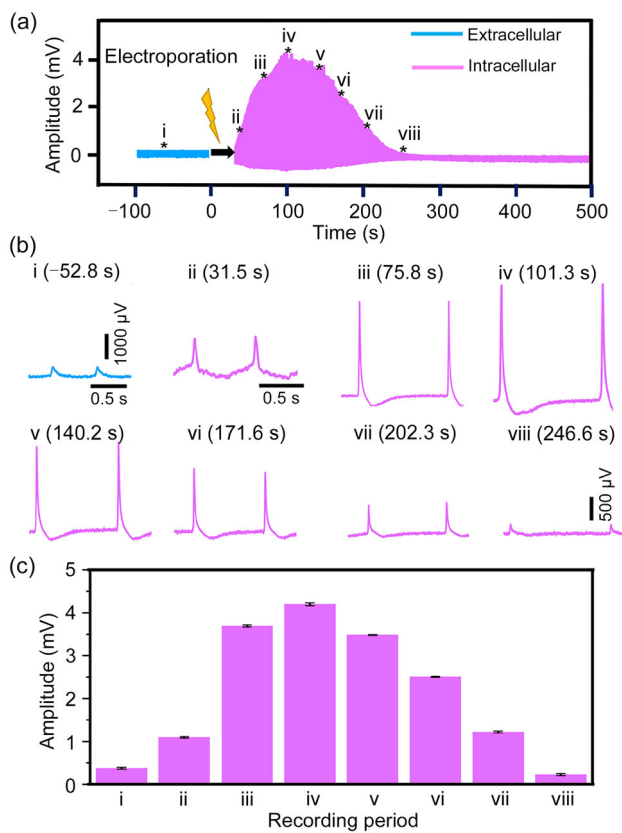 (a)
Electroporation
Extracellular
Intracellular
Amplitude (mV)
4
2
0
i
ii
iii
iv
v
vi
vii
viii
* * * * * * * *
−100 0 100 200 300 400 500
Time (s)
(b)
i (−52.8 s) ii (31.5 s) iii (75.8 s) iv (101.3 s)
1000 μV
0.5 s 0.5 s
v (140.2 s) vi (171.6 s) vii (202.3 s) viii (246.6 s)
500 μV
(c)
Amplitude (mV)
5
4
3
2
1
0
i ii iii iv v vi vii viii
Recording period